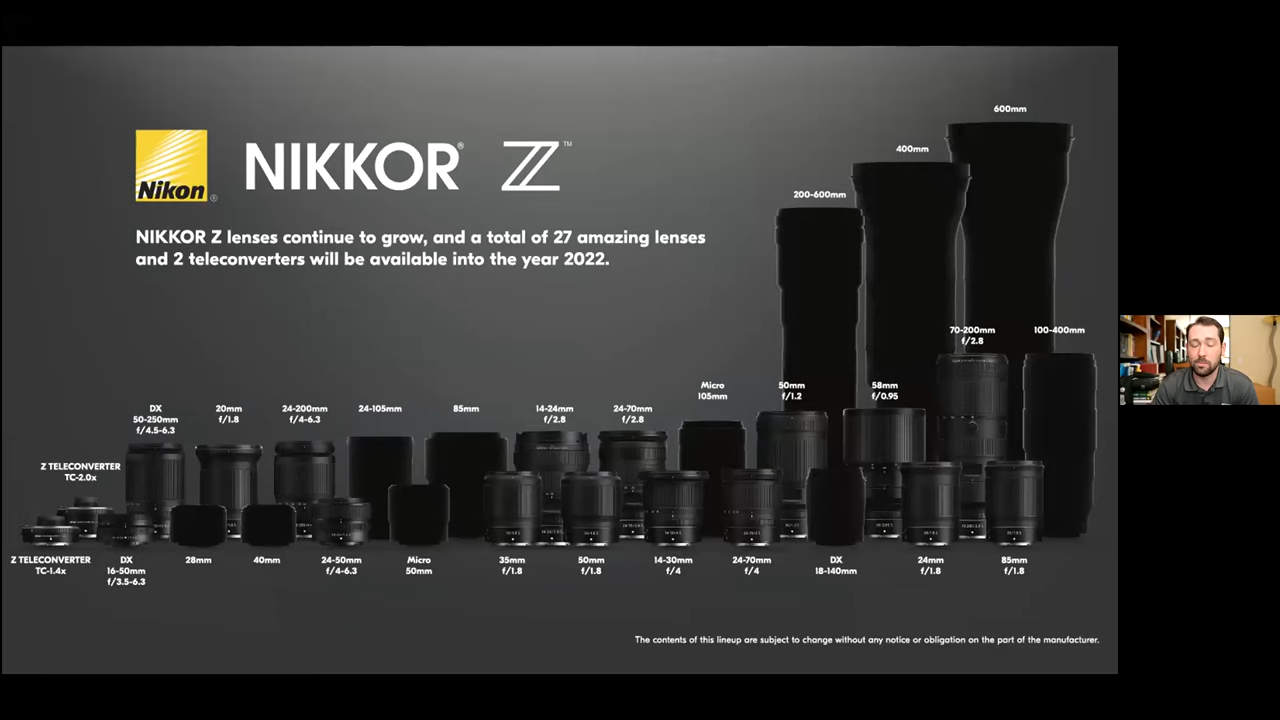 600mm
400mm
200-600mm
Nikon®
NIKKOR® Z™
NIKKOR Z lenses continue to grow, and a total of 27 amazing lenses
and 2 teleconverters will be available into the year 2022.
70-200mm
f/2.8
100-400mm
Micro
105mm
50mm
f/1.2
58mm
f/0.95
DX
50-250mm
f/4.5-6.3
20mm
f/1.8
24-200mm
f/4-6.3
24-105mm
85mm
14-24mm
f/2.8
24-70mm
f/2.8
Z TELECONVERTER
TC-2.0x
Z TELECONVERTER
TC-1.4x
DX
16-50mm
f/3.5-6.3
28mm
40mm
24-50mm
f/4-6.3
Micro
50mm
35mm
f/1.8
50mm
f/1.8
14-30mm
f/4
24-70mm
f/4
DX
18-140mm
24mm
f/1.8
85mm
f/1.8
The contents of this lineup are subject to change without any notice or obligation on the part of the manufacturer.